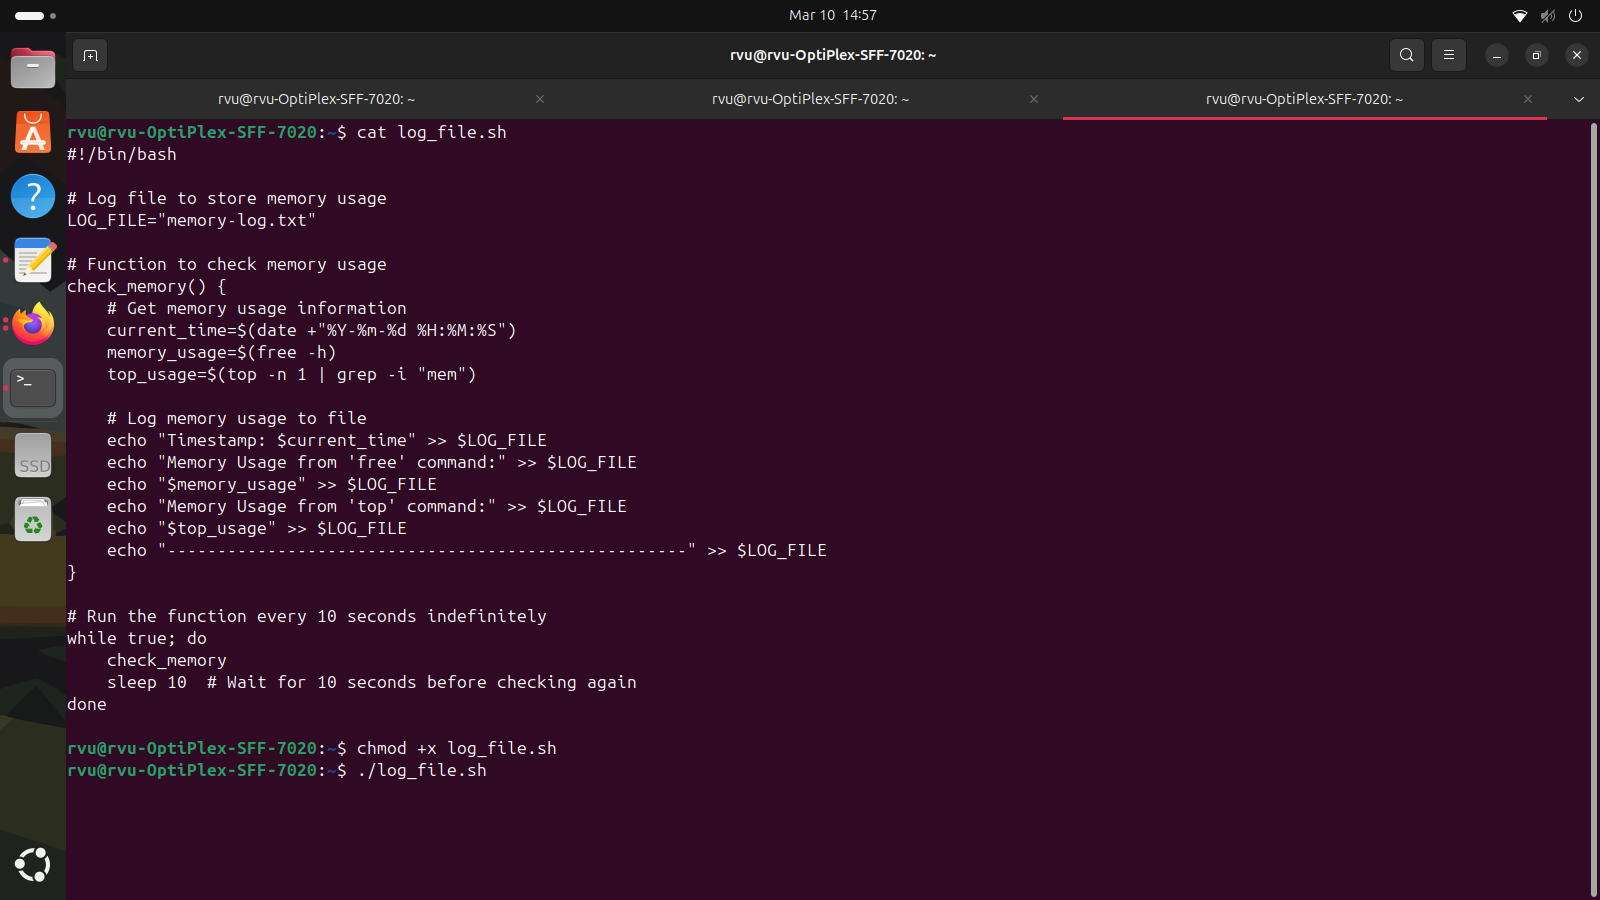 Mar 10  14:57
rvu@rvu-OptiPlex-SFF-7020: ~
rvu@rvu-OptiPlex-SFF-7020: ~
rvu@rvu-OptiPlex-SFF-7020: ~
rvu@rvu-OptiPlex-SFF-7020: ~
rvu@rvu-OptiPlex-SFF-7020:~$ cat log_file.sh
#!/bin/bash

# Log file to store memory usage
LOG_FILE="memory-log.txt"

# Function to check memory usage
check_memory() {
    # Get memory usage information
    current_time=$(date +"%Y-%m-%d %H:%M:%S")
    memory_usage=$(free -h)
    top_usage=$(top -n 1 | grep -i "mem")

    # Log memory usage to file
    echo "Timestamp: $current_time" >> $LOG_FILE
    echo "Memory Usage from 'free' command:" >> $LOG_FILE
    echo "$memory_usage" >> $LOG_FILE
    echo "Memory Usage from 'top' command:" >> $LOG_FILE
    echo "$top_usage" >> $LOG_FILE
    echo "----------------------------------------------------" >> $LOG_FILE
}

# Run the function every 10 seconds indefinitely
while true; do
    check_memory
    sleep 10  # Wait for 10 seconds before checking again
done

rvu@rvu-OptiPlex-SFF-7020:~$ chmod +x log_file.sh
rvu@rvu-OptiPlex-SFF-7020:~$ ./log_file.sh
SSD